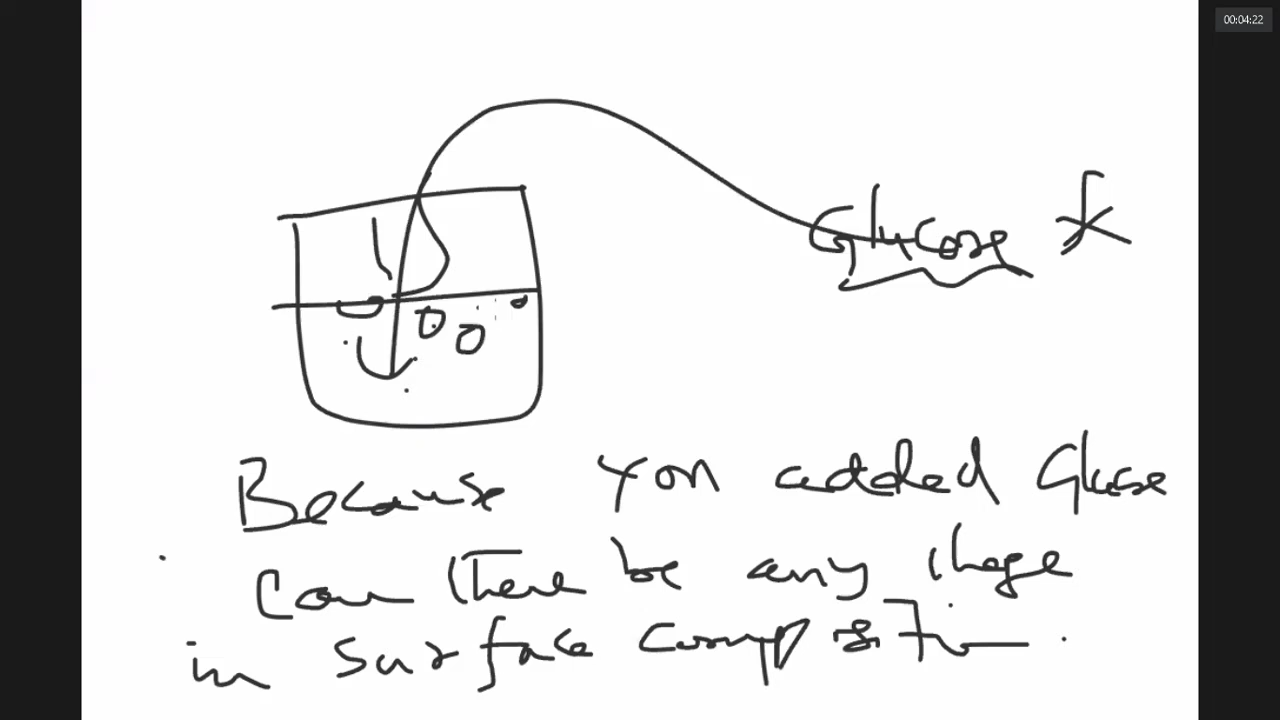 00:04:22
Glucose
Because you added Glucose
Can there be any change
in surface composition